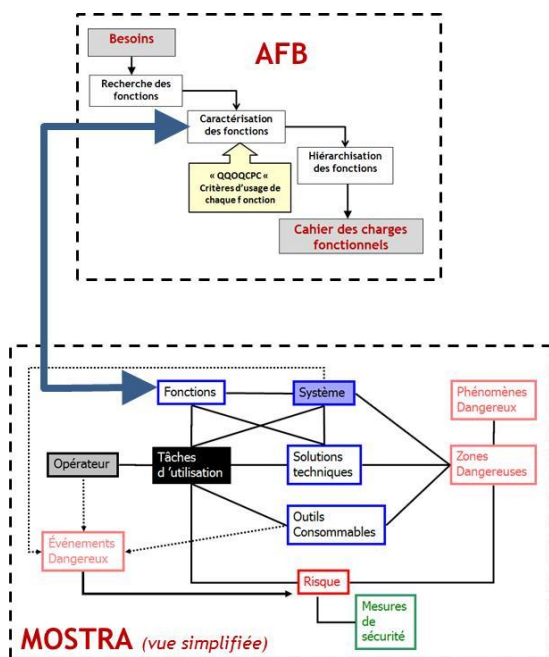 Besoins
AFB
Recherche des
fonctions
Caractérisation
des fonctions
« QQOQCPC «
Critères d'usage de
chaque fonction
Hiérarchisation
des fonctions
Cahier des charges
fonctionnels
Fonctions
Système
Phénomènes
Dangereux
Opérateur
Tâches
d 'utilisation
Solutions
techniques
Zones
Dangereuses
Outils
Consommables
Événements
Dangereux
Risque
Mesures
de
sécurité
MOSTRA (vue simplifiée)